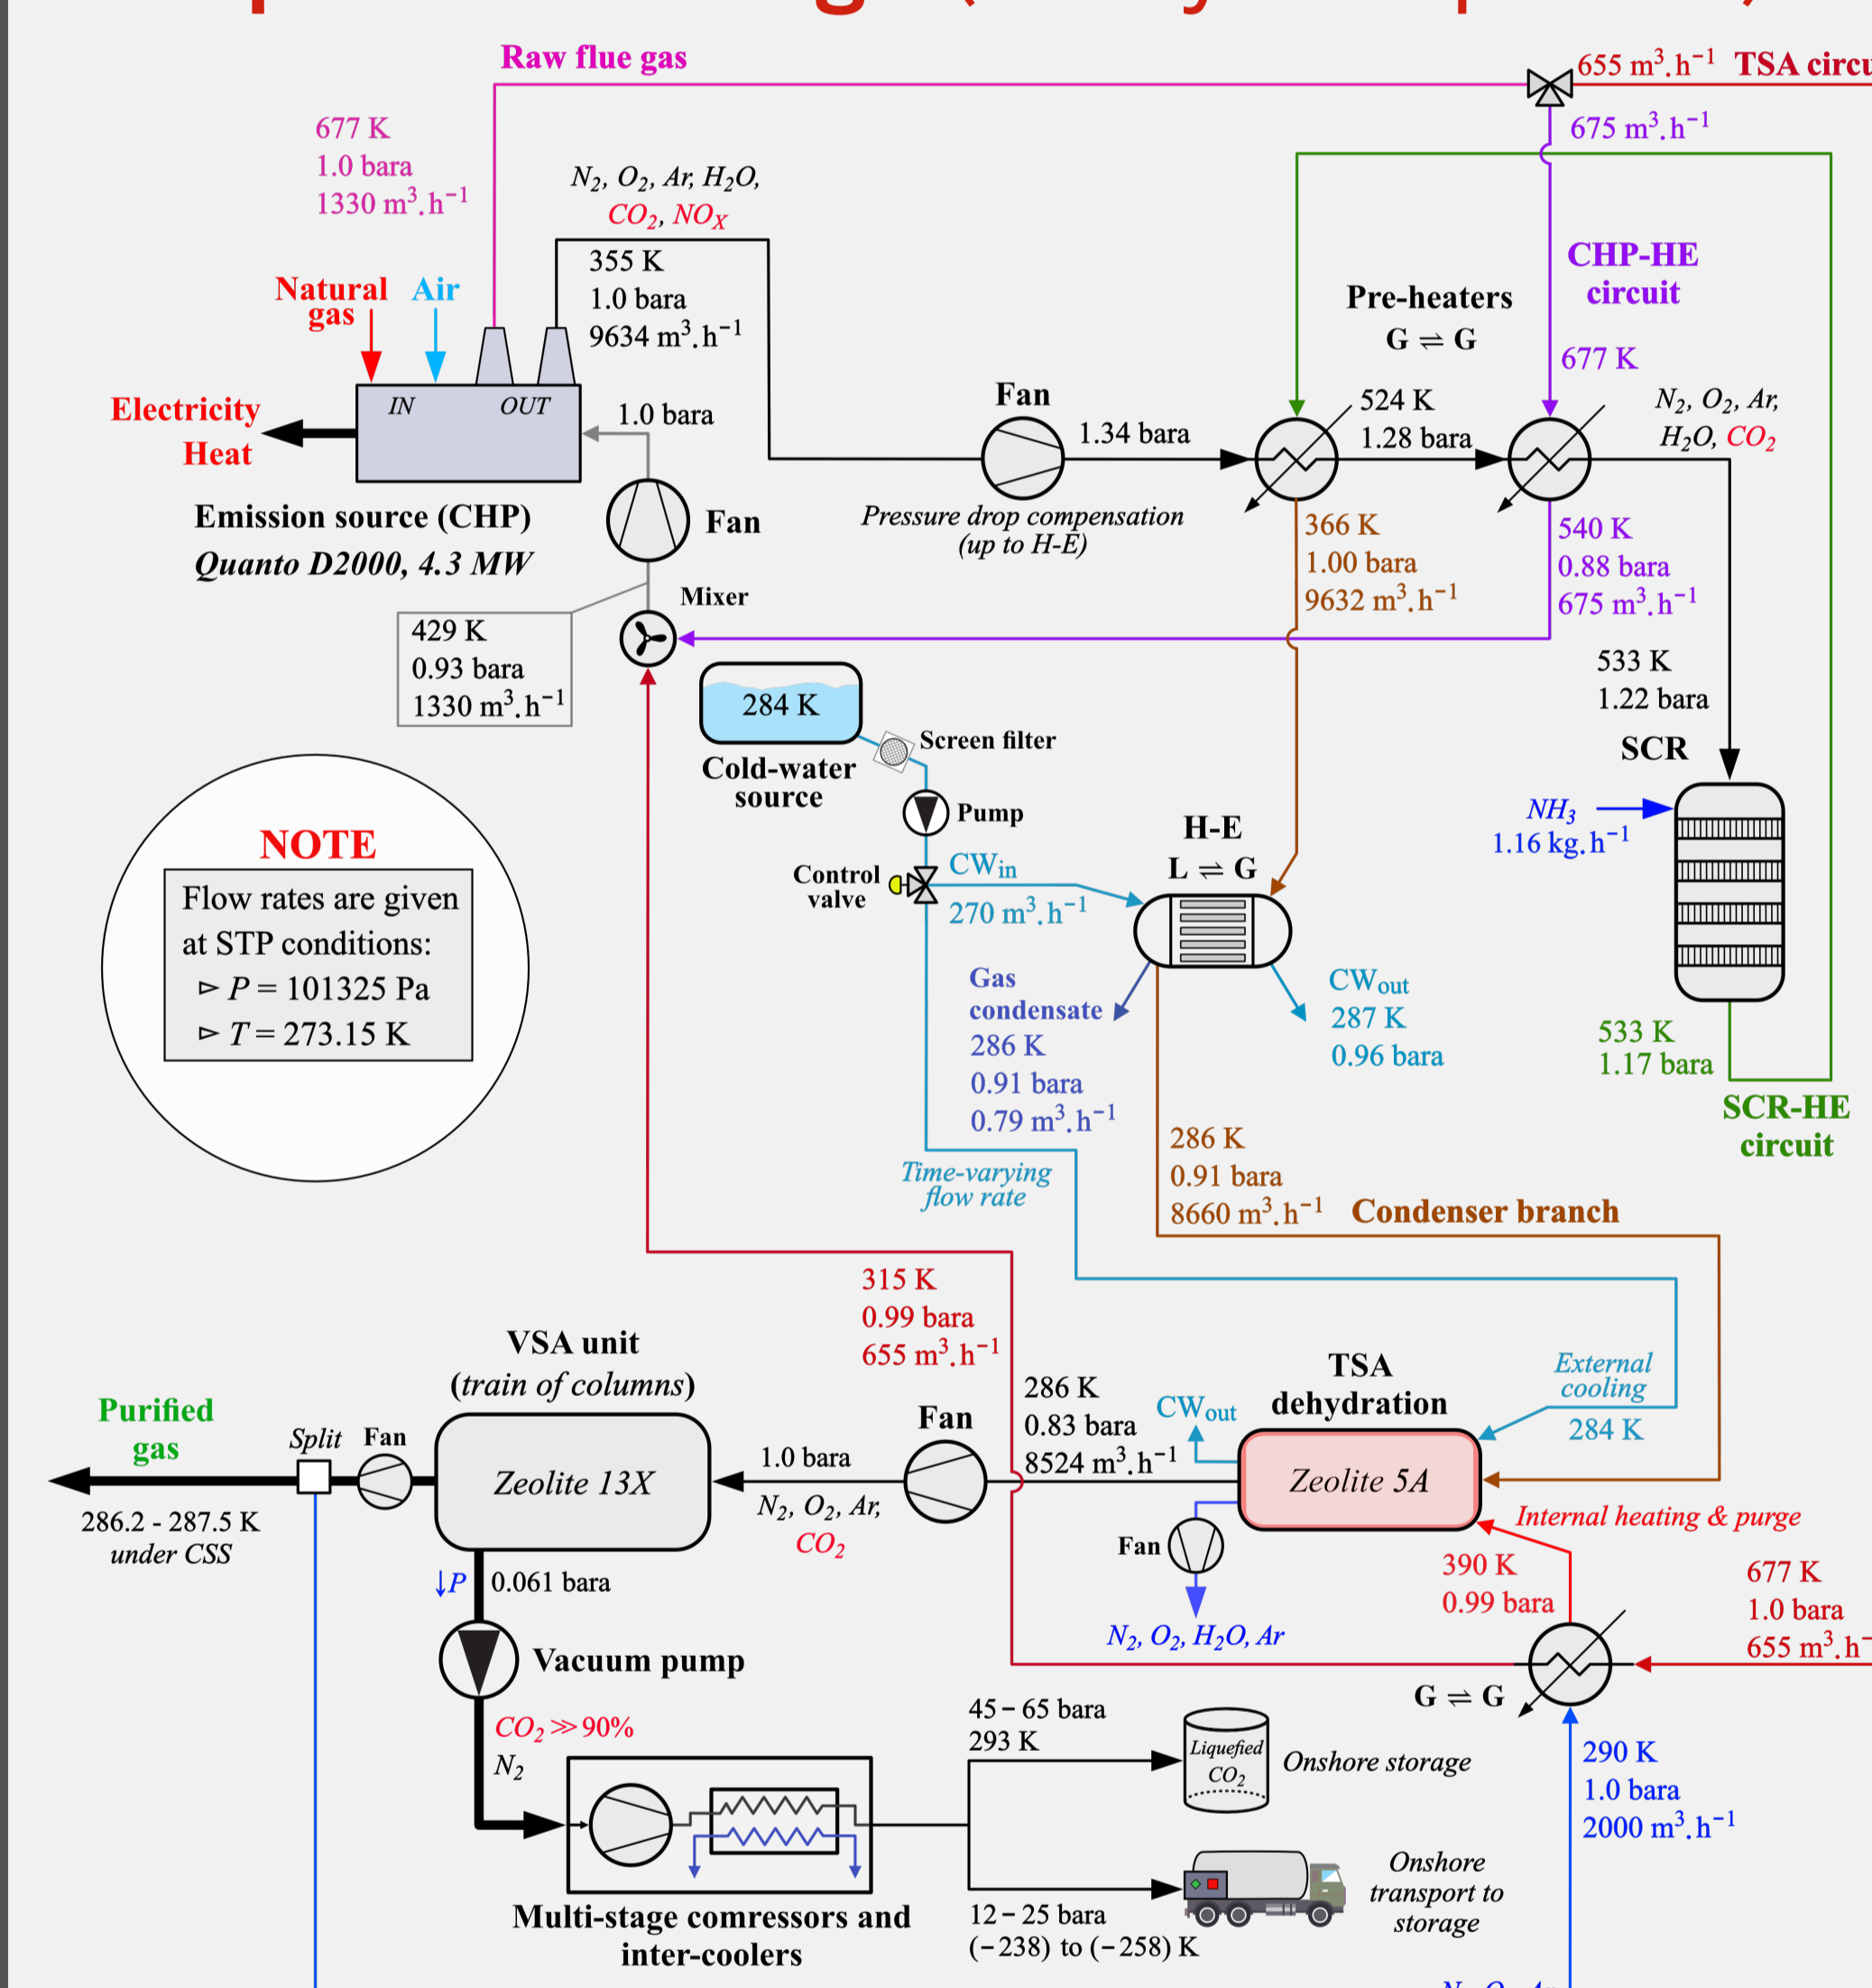 Raw flue gas
655 m³.h⁻¹ TSA
675 m³.h⁻¹
677 K
1.0 bara
1330 m³.h⁻¹
N₂, O₂, Ar, H₂O,
CO₂, NOₓ
355 K
1.0 bara
9634 m³.h⁻¹
CHP-HE
circuit
Natural
gas
Air
Pre-heaters
G ⇌ G
677 K
IN
OUT
Electricity
Heat
1.0 bara
Fan
1.34 bara
524 K
1.28 bara
N₂, O₂, Ar,
H₂O, CO₂
Emission source (CHP)
Quanto D2000, 4.3 MW
Fan
Pressure drop compensation
(up to H-E)
366 K
1.00 bara
9632 m³.h⁻¹
540 K
0.88 bara
675 m³.h⁻¹
Mixer
429 K
0.93 bara
1330 m³.h⁻¹
533 K
1.22 bara
284 K
Screen filter
Cold-water
source
SCR
Pump
NH₃
1.16 kg.h⁻¹
H-E
L ⇌ G
Control
valve
CWin
270 m³.h⁻¹
NOTE
Flow rates are given
at STP conditions:
⊳ P = 101325 Pa
⊳ T = 273.15 K
Gas
condensate
286 K
0.91 bara
0.79 m³.h⁻¹
CWout
287 K
0.96 bara
533 K
1.17 bara
SCR-HE
circuit
Time-varying
flow rate
286 K
0.91 bara
8660 m³.h⁻¹
Condenser branch
315 K
0.99 bara
655 m³.h⁻¹
VSA unit
(train of columns)
TSA
dehydration
External
cooling
284 K
Purified
gas
Split
Fan
Zeolite 13X
1.0 bara
N₂, O₂, Ar,
CO₂
Fan
286 K
0.83 bara
8524 m³.h⁻¹
CWout
Zeolite 5A
286.2 - 287.5 K
under CSS
Internal heating & purge
Fan
N₂, O₂, H₂O, Ar
390 K
0.99 bara
677 K
1.0 bara
655 m³.h⁻
↓P
0.061 bara
Vacuum pump
G ⇌ G
CO₂ ≫ 90%
N₂
45 – 65 bara
293 K
Liquefied
CO₂
Onshore storage
290 K
1.0 bara
2000 m³.h⁻¹
Onshore
transport to
storage
12 – 25 bara
(−238) to (−258) K
Multi-stage comressors and
inter-coolers